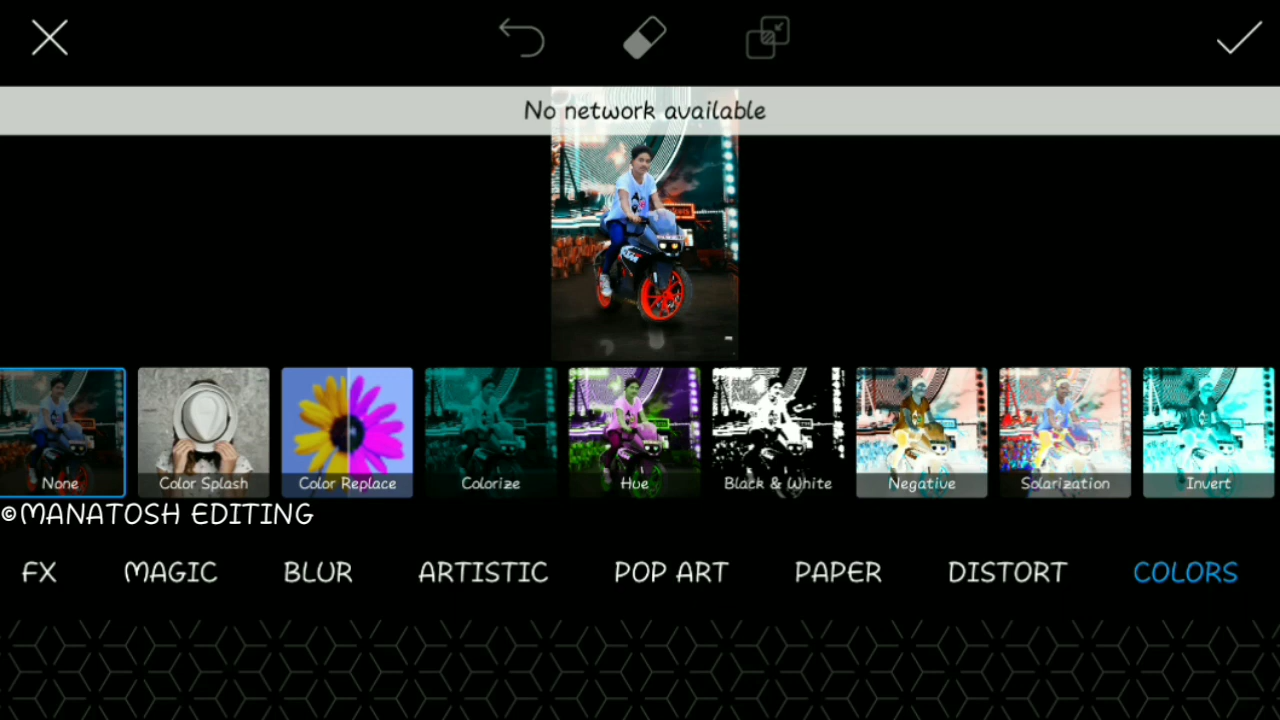 No network available
KTM
None
Color Splash
Color Replace
Colorize
Hue
Black & White
Negative
Solarization
Invert
©MANATOSH EDITING
FX MAGIC BLUR ARTISTIC POP ART PAPER DISTORT COLORS